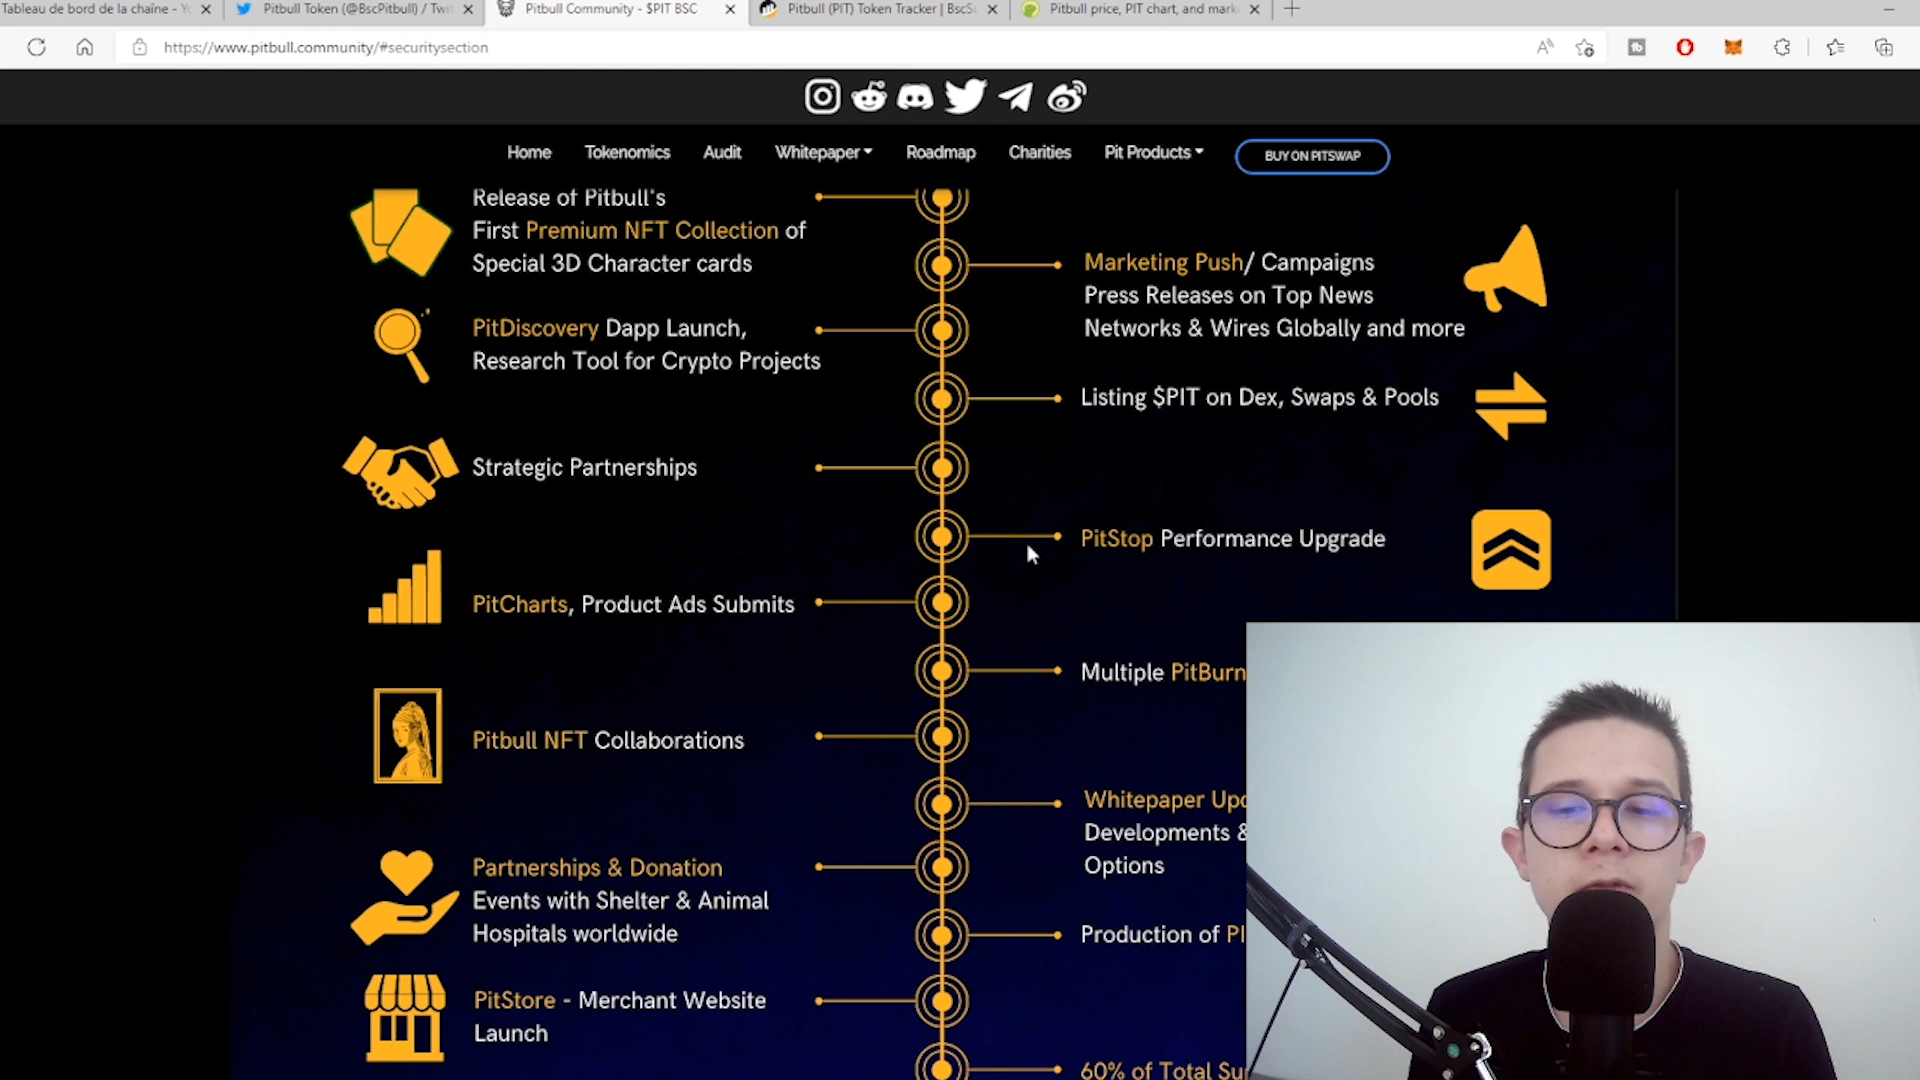 Tableau de bord de la chaîne - Yo
Pitbull Token (@BscPitbull) / Twit
Pitbull Community - $PIT BSC
Pitbull (PIT) Token Tracker | BscSc
Pitbull price, PIT chart, and mark
https://www.pitbull.community/#securitysection
Home
Tokenomics
Audit
Whitepaper
Roadmap
Charities
Pit Products
BUY ON PITSWAP
Release of Pitbull's
First Premium NFT Collection of
Special 3D Character cards
Marketing Push/ Campaigns
Press Releases on Top News
Networks & Wires Globally and more
PitDiscovery Dapp Launch,
Research Tool for Crypto Projects
Listing $PIT on Dex, Swaps & Pools
Strategic Partnerships
PitStop Performance Upgrade
PitCharts, Product Ads Submits
Multiple PitBurn
Pitbull NFT Collaborations
Whitepaper Upd
Developments &
Options
Partnerships & Donation
Events with Shelter & Animal
Hospitals worldwide
Production of
PitStore - Merchant Website
Launch
60% of Total Su